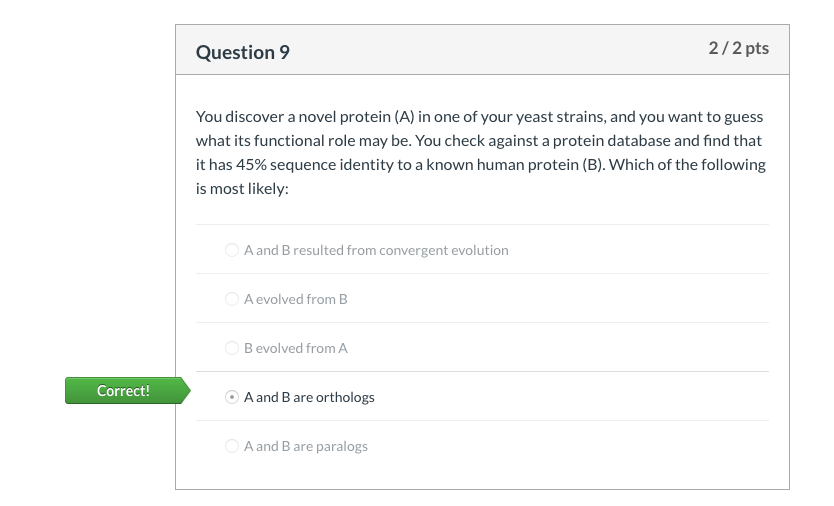 Question 9
2 / 2 pts
You discover a novel protein (A) in one of your yeast strains, and you want to guess
what its functional role may be. You check against a protein database and find that
it has 45% sequence identity to a known human protein (B). Which of the following
is most likely:
A and B resulted from convergent evolution
A evolved from B
B evolved from A
Correct!
A and B are orthologs
A and B are paralogs